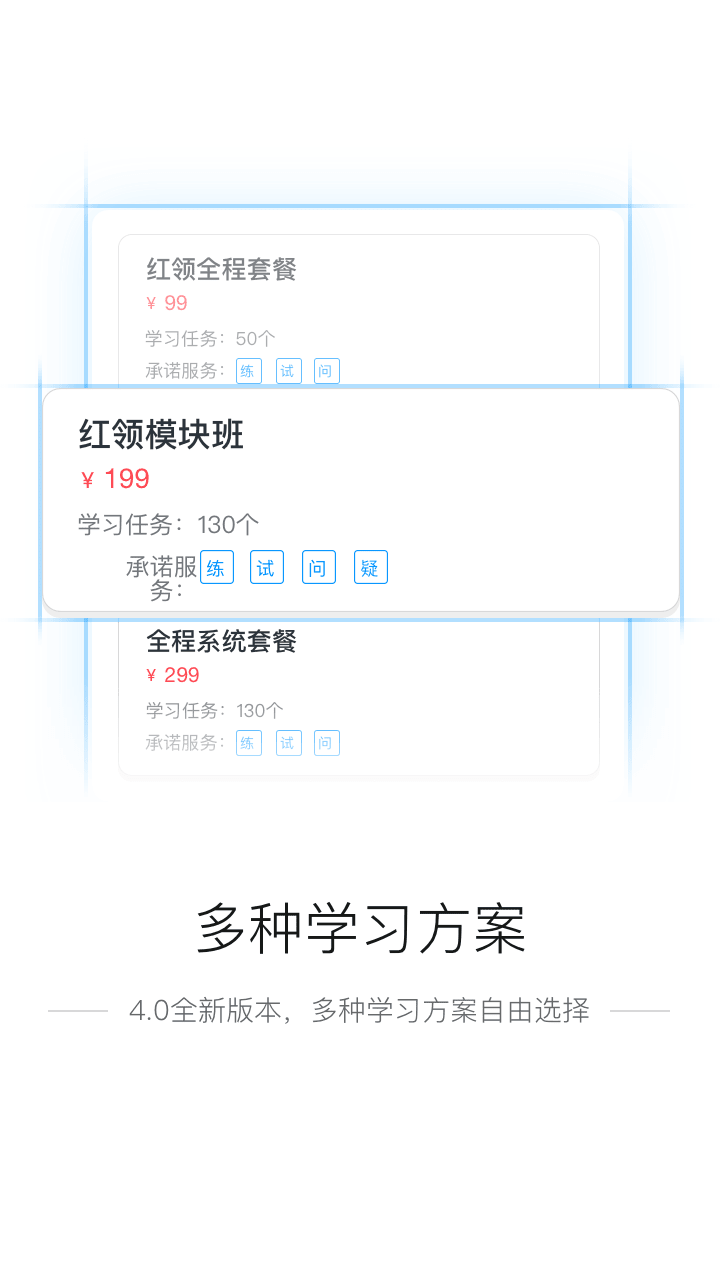 红领全程套餐
¥ 99
学习任务：50个
承诺服务：练 试 问
红领模块班
¥ 199
学习任务：130个
承诺服 练 试 问 疑
务：
全程系统套餐
¥ 299
学习任务：130个
承诺服务：练 试 问
多种学习方案
4.0全新版本，多种学习方案自由选择